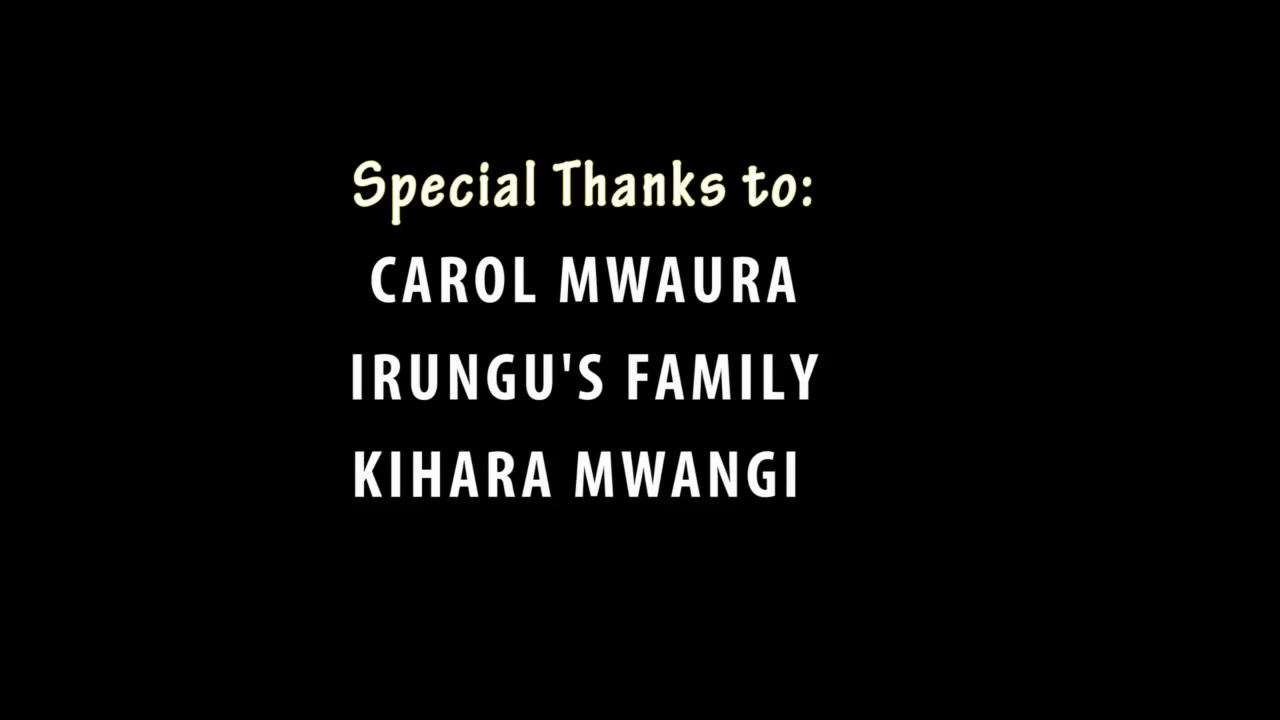 Special Thanks to:
CAROL MWAURA
IRUNGU'S FAMILY
KIHARA MWANGI